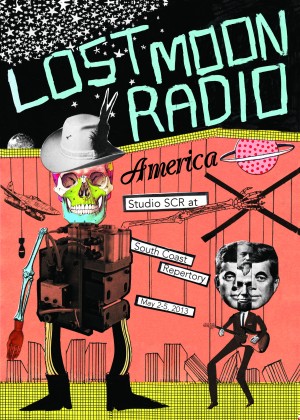 LOST MOON
RADIO
America
Studio SCR at
South Coast
Repertory
May 2-5, 2013